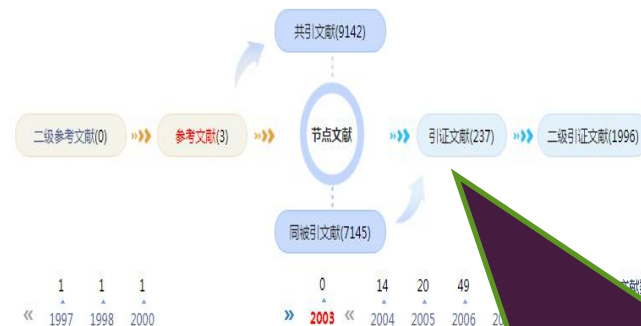 共引文献(9142)
二级参考文献(0) 参考文献(3) 节点文献 引证文献(237) 二级引证文献(1996)
同被引文献(7145)
1 1 1 0 14 20 49
« 1997 1998 2000 » 2003 « 2004 2005 2006